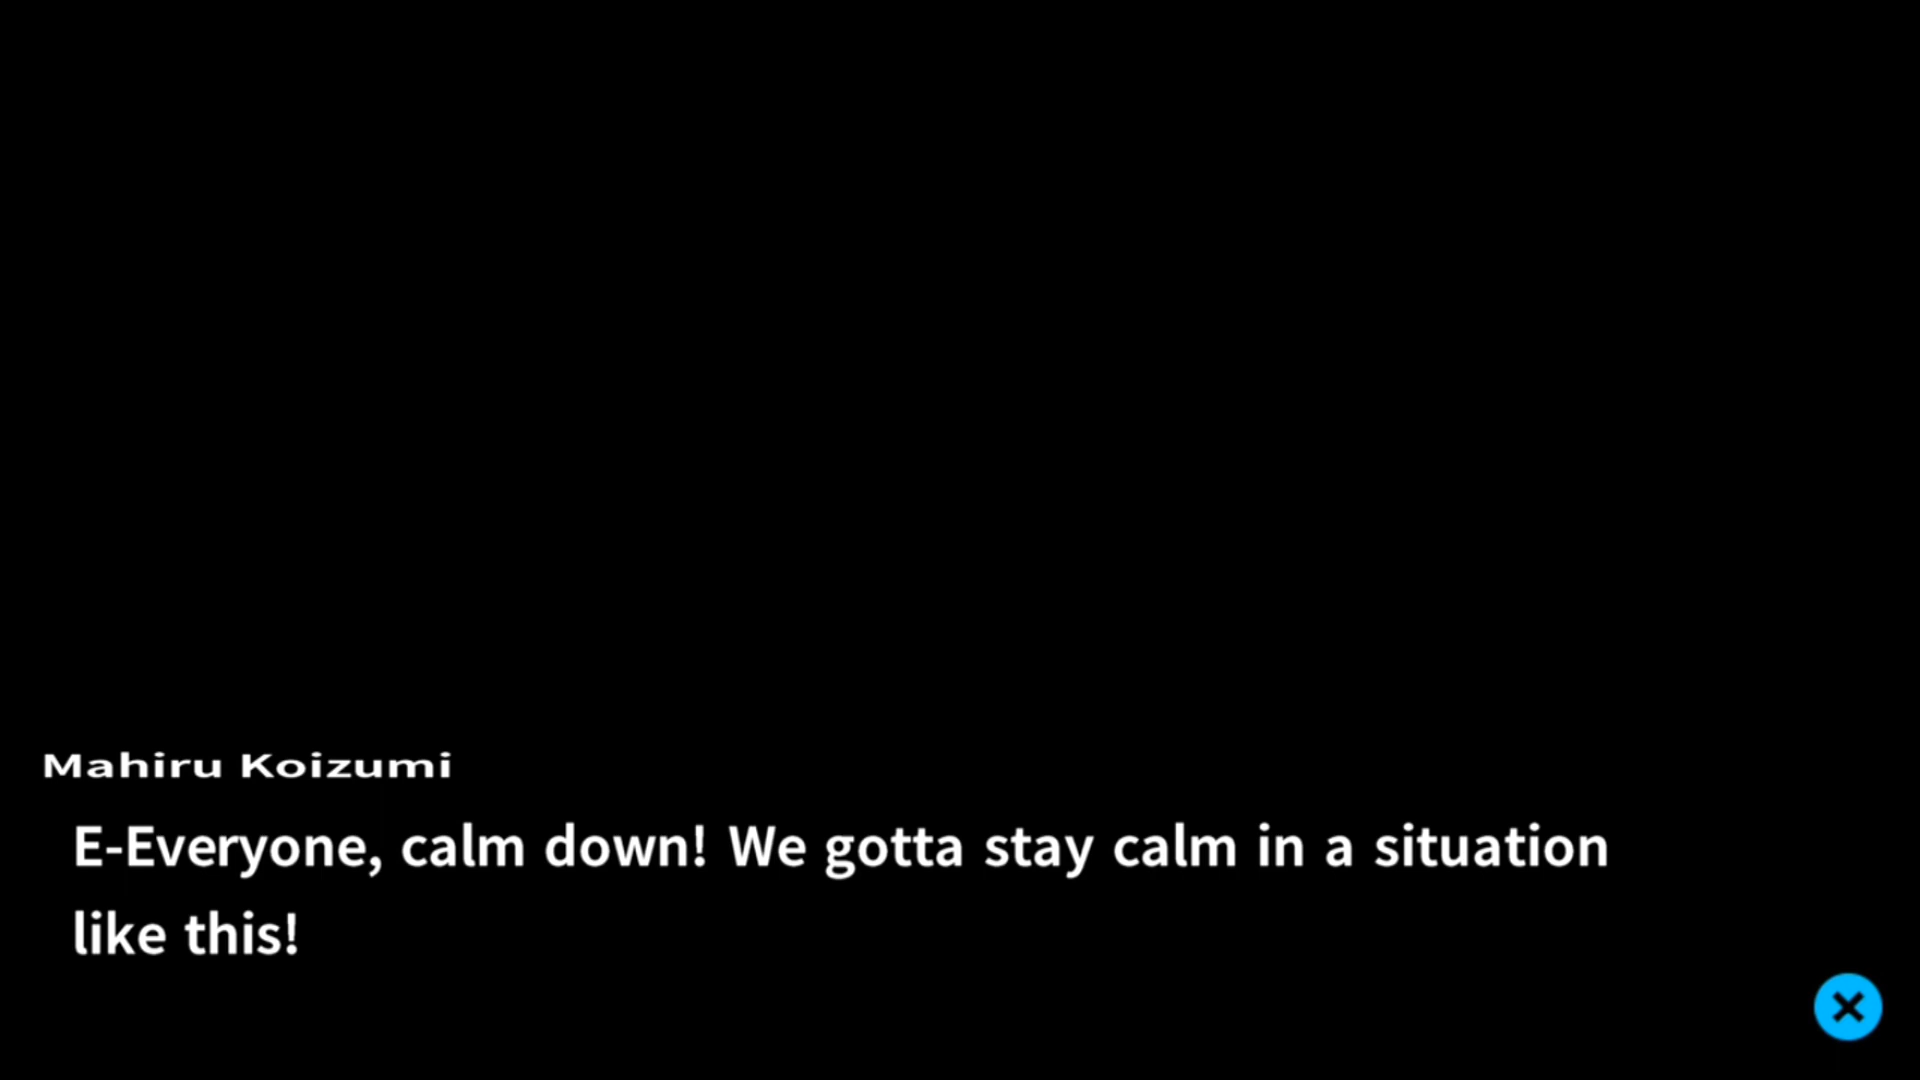 Mahiru Koizumi
E-Everyone, calm down! We gotta stay calm in a situation
like this!